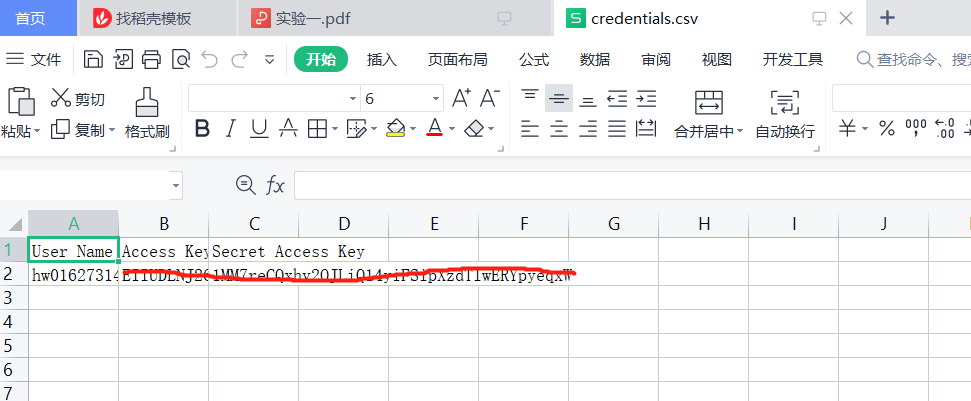 首页 找稻壳模板 实验一.pdf credentials.csv
文件 开始 插入 页面布局 公式 数据 审阅 视图 开发工具 查找命令、搜
粘贴 剪切 复制 格式刷 6 A+ A- B I U A A 合并居中 自动换行 ¥ % 000 ←.0 .00
fx
A B C D E F G H I J
1 User Name Access Key Secret Access Key
2 hw01627314
3
4
5
6
7